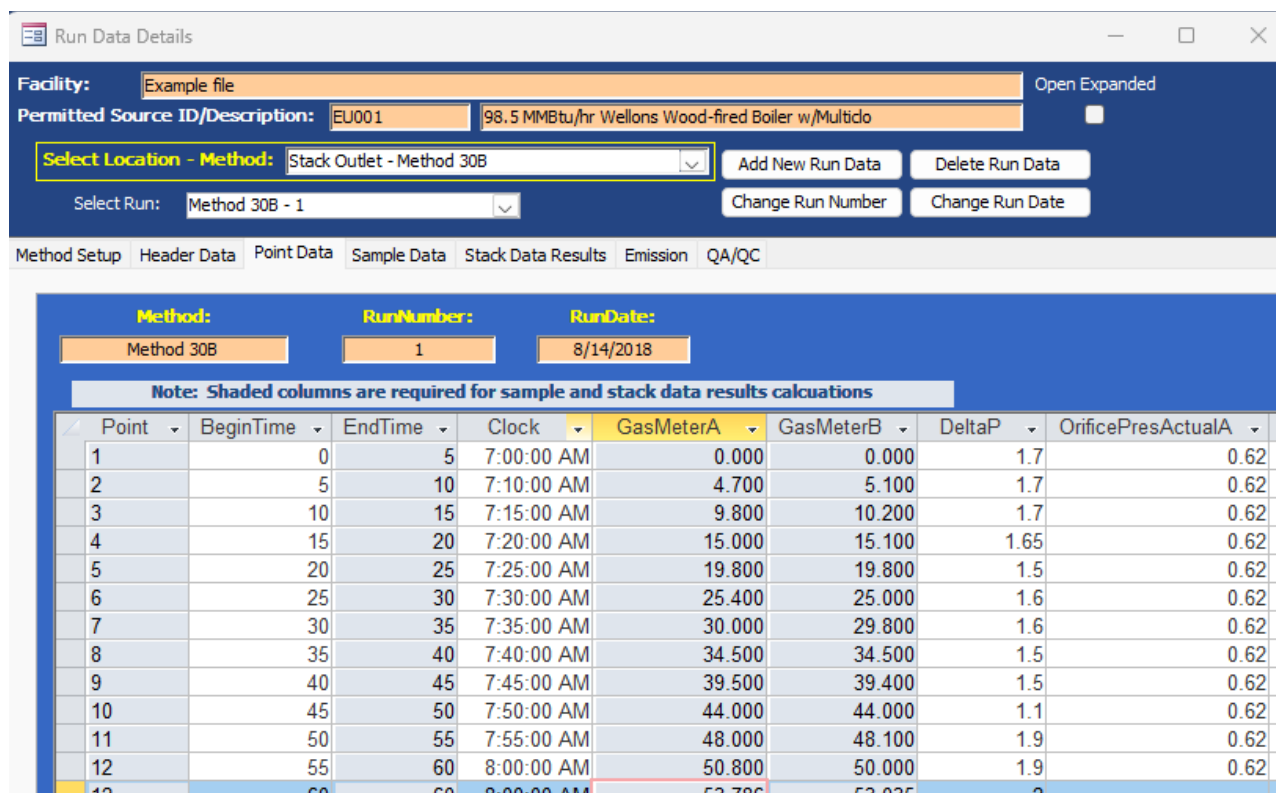 Run Data Details
Facility: Example file Open Expanded
Permitted Source ID/Description: EU001 98.5 MMBtu/hr Wellons Wood-fired Boiler w/Multiclo
Select Location - Method: Stack Outlet - Method 30B Add New Run Data Delete Run Data
Select Run: Method 30B - 1 Change Run Number Change Run Date
Method Setup Header Data Point Data Sample Data Stack Data Results Emission QA/QC
Method: RunNumber: RunDate:
Method 30B 1 8/14/2018
Note: Shaded columns are required for sample and stack data results calcuations
Point BeginTime EndTime Clock GasMeterA GasMeterB DeltaP OrificePresActualA
1 0 5 7:00:00 AM 0.000 0.000 1.7 0.62
2 5 10 7:10:00 AM 4.700 5.100 1.7 0.62
3 10 15 7:15:00 AM 9.800 10.200 1.7 0.62
4 15 20 7:20:00 AM 15.000 15.100 1.65 0.62
5 20 25 7:25:00 AM 19.800 19.800 1.5 0.62
6 25 30 7:30:00 AM 25.400 25.000 1.6 0.62
7 30 35 7:35:00 AM 30.000 29.800 1.6 0.62
8 35 40 7:40:00 AM 34.500 34.500 1.5 0.62
9 40 45 7:45:00 AM 39.500 39.400 1.5 0.62
10 45 50 7:50:00 AM 44.000 44.000 1.1 0.62
11 50 55 7:55:00 AM 48.000 48.100 1.9 0.62
12 55 60 8:00:00 AM 50.800 50.000 1.9 0.62